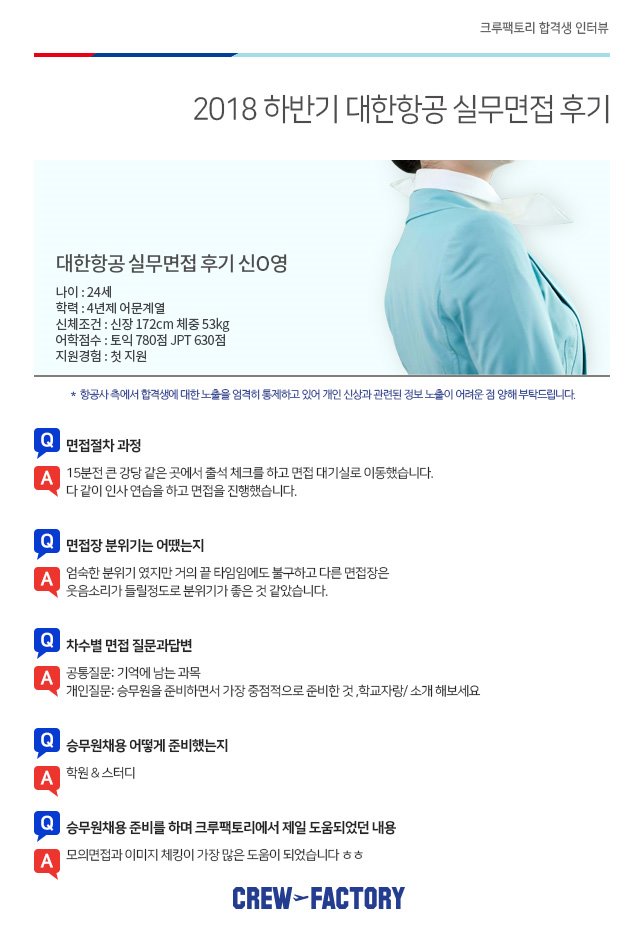 크루팩토리 합격생 인터뷰
2018 하반기 대한항공 실무면접 후기
대한항공 실무면접 후기 신O영
나이 : 24세
학력 : 4년제 어문계열
신체조건 : 신장 172cm 체중 53kg
어학점수 : 토익 780점 JPT 630점
지원경험 : 첫 지원
* 항공사 측에서 합격생에 대한 노출을 엄격히 통제하고 있어 개인 신상과 관련된 정보 노출이 어려운 점 양해 부탁드립니다.
Q 면접절차 과정
A 15분전 큰 강당 같은 곳에서 출석 체크를 하고 면접 대기실로 이동했습니다.
다 같이 인사 연습을 하고 면접을 진행했습니다.
Q 면접장 분위기는 어땠는지
A 엄숙한 분위기 였지만 거의 끝 타임임에도 불구하고 다른 면접장은
웃음소리가 들릴정도로 분위기가 좋은 것 같았습니다.
Q 차수별 면접 질문과답변
A 공통질문: 기억에 남는 과목
개인질문: 승무원을 준비하면서 가장 중점적으로 준비한 것 ,학교자랑/ 소개 해보세요
Q 승무원채용 어떻게 준비했는지
A 학원 & 스터디
Q 승무원채용 준비를 하며 크루팩토리에서 제일 도움되었던 내용
A 모의면접과 이미지 체킹이 가장 많은 도움이 되었습니다 ㅎㅎ
CREW FACTORY